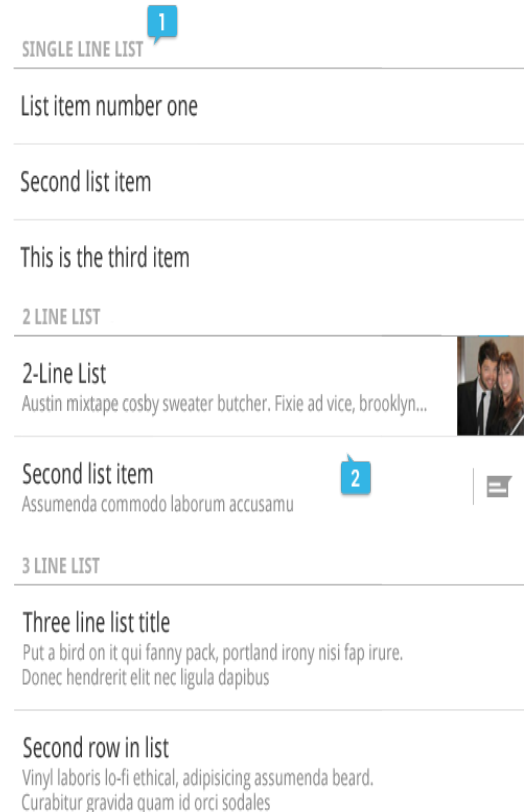 1
SINGLE LINE LIST
List item number one
Second list item
This is the third item
2 LINE LIST
2-Line List
Austin mixtape cosby sweater butcher. Fixie ad vice, brooklyn...
Second list item
2
Assumenda commodo laborum accusamu
3 LINE LIST
Three line list title
Put a bird on it qui fanny pack, portland irony nisi fap irure.
Donec hendrerit elit nec ligula dapibus
Second row in list
Vinyl laboris lo-fi ethical, adipisicing assumenda beard.
Curabitur gravida quam id orci sodales